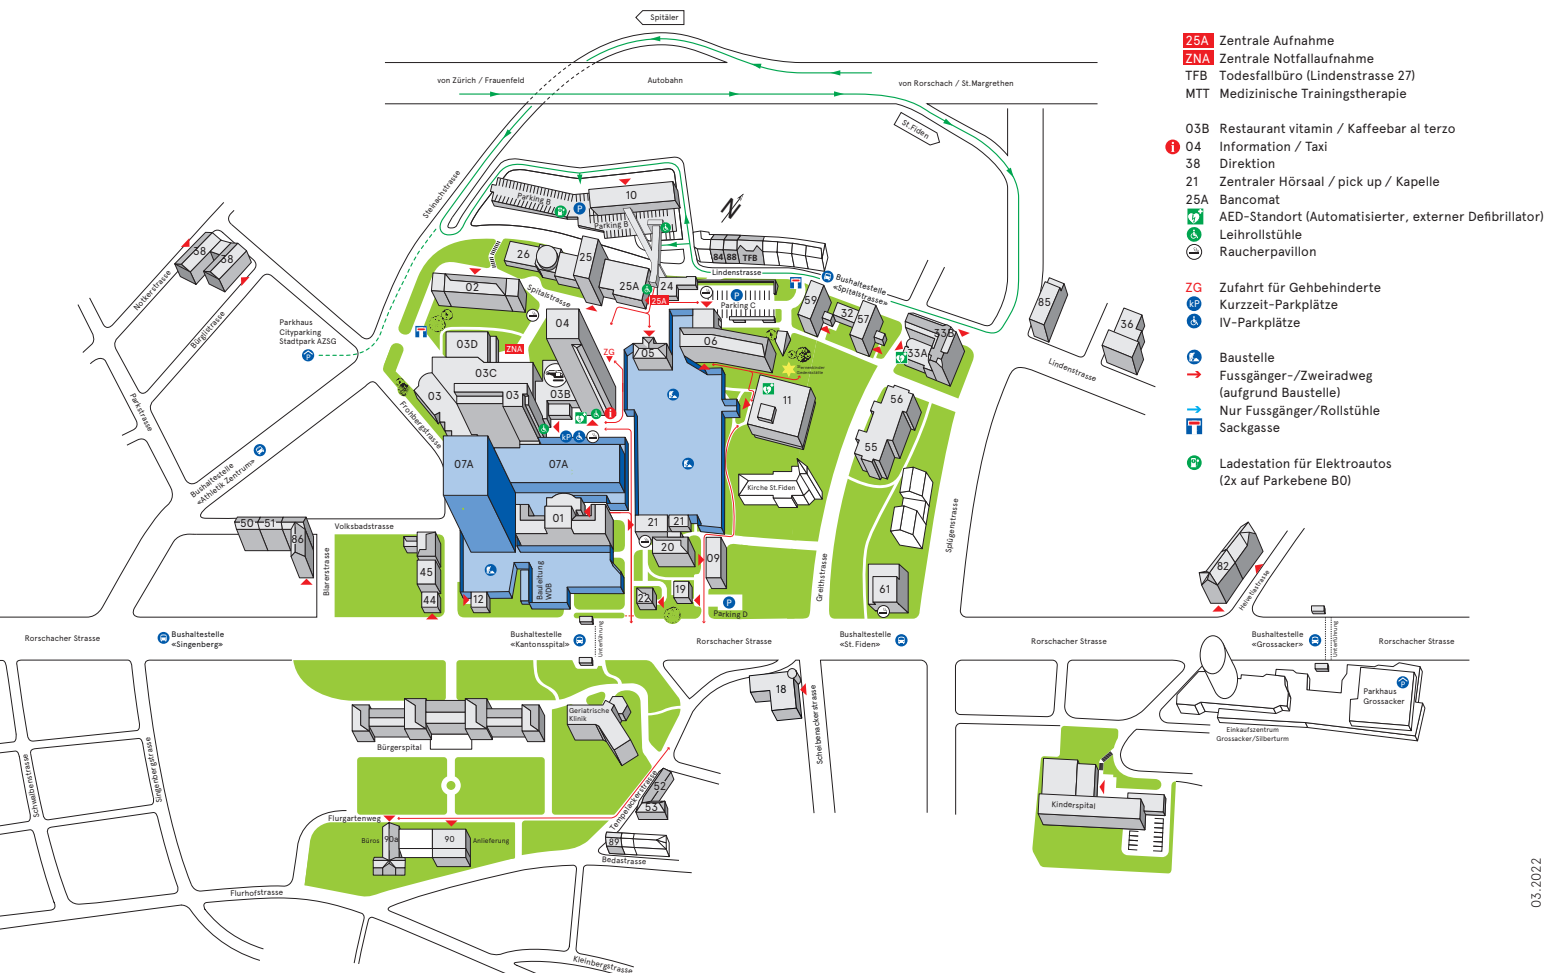 Spitäler
von Zürich / Frauenfeld
Autobahn
von Rorschach / St.Margrethen
St.Fiden
Steinachstrasse
Parking B
Parking B
10
84 88 TFB
Lindenstrasse
Bushaltestelle
«Spitalstrasse»
26
25
25A
24
25A
02
Spitalstrasse
Parking C
59
32
57
33B
33A
85
36
Lindenstrasse
38
38
Notkerstrasse
Bürglistrasse
Parkhaus
Cityparking
Stadtpark AZSG
Parkstrasse
Bushaltestelle
«Athletik Zentrum»
Frohbergstrasse
03D
03C
03
03
03B
ZNA
04
ZG
05
06
11
56
55
Kirche St.Fiden
07A
07A
01
21
21
20
09
19
22
12
Bauleitung
WDB
Parking D
50
51
86
Volksbadstrasse
Blarerstrasse
45
44
61
Greithstrasse
Spügenstrasse
82
Helvetiastrasse
Rorschacher Strasse
Bushaltestelle
«Singenberg»
Bushaltestelle
«Kantonsspital»
Unterführung
Rorschacher Strasse
Bushaltestelle
«St.Fiden»
Rorschacher Strasse
Bushaltestelle
«Grossacker»
Unterführung
Rorschacher Strasse
Parkhaus
Grossacker
Einkaufszentrum
Grossacker/Silberturm
Bürgerspital
Geriatrische
Klinik
18
Scheibenackerstrasse
Schwalbenstrasse
Singenbergstrasse
Tempelackerstrasse
52
53
89
Bedastrasse
Flurgartenweg
Büros
90a
90
Anlieferung
Flurhofstrasse
Kleinbergstrasse
Kinderspital
25A Zentrale Aufnahme
ZNA Zentrale Notfallaufnahme
TFB Todesfallbüro (Lindenstrasse 27)
MTT Medizinische Trainingstherapie
03B Restaurant vitamin / Kaffeebar al terzo
i 04 Information / Taxi
38 Direktion
21 Zentraler Hörsaal / pick up / Kapelle
25A Bancomat
AED-Standort (Automatisierter, externer Defibrillator)
Leihrollstühle
Raucherpavillon
ZG Zufahrt für Gehbehinderte
kP Kurzzeit-Parkplätze
IV-Parkplätze
Baustelle
Fussgänger-/Zweiradweg
(aufgrund Baustelle)
Nur Fussgänger/Rollstühle
Sackgasse
Ladestation für Elektroautos
(2x auf Parkebene B0)
03.2022